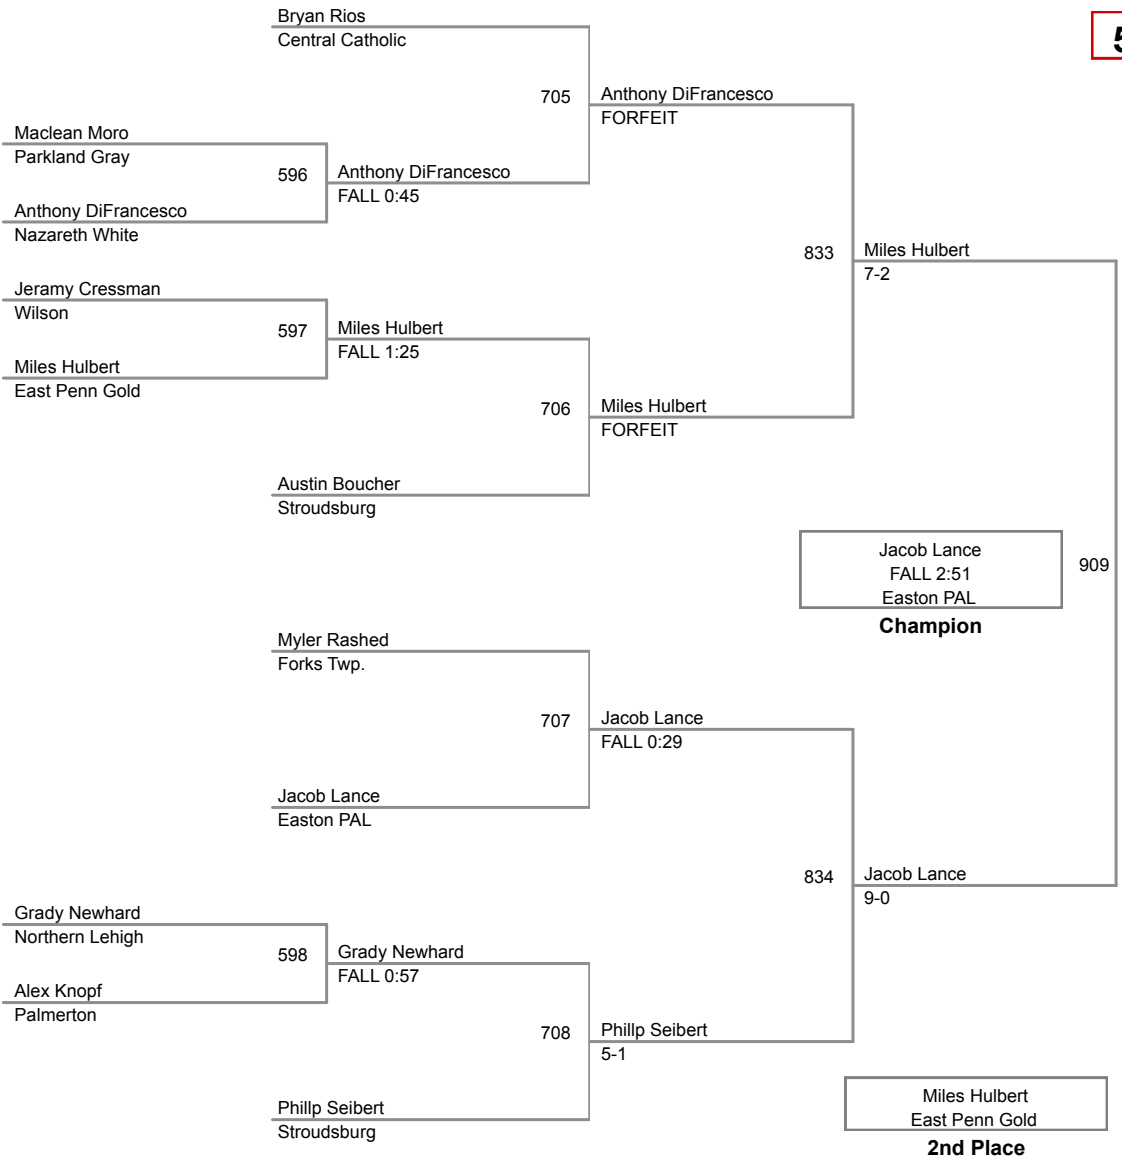 Bryan Rios
Central Catholic
5
705
Anthony DiFrancesco
FORFEIT
Maclean Moro
Parkland Gray
596
Anthony DiFrancesco
FALL 0:45
Anthony DiFrancesco
Nazareth White
833
Miles Hulbert
7-2
Jeramy Cressman
Wilson
597
Miles Hulbert
FALL 1:25
Miles Hulbert
East Penn Gold
706
Miles Hulbert
FORFEIT
Austin Boucher
Stroudsburg
Jacob Lance
FALL 2:51
Easton PAL
909
Champion
Myler Rashed
Forks Twp.
707
Jacob Lance
FALL 0:29
Jacob Lance
Easton PAL
834
Jacob Lance
9-0
Grady Newhard
Northern Lehigh
598
Grady Newhard
FALL 0:57
Alex Knopf
Palmerton
708
Phillp Seibert
5-1
Phillp Seibert
Stroudsburg
Miles Hulbert
East Penn Gold
2nd Place